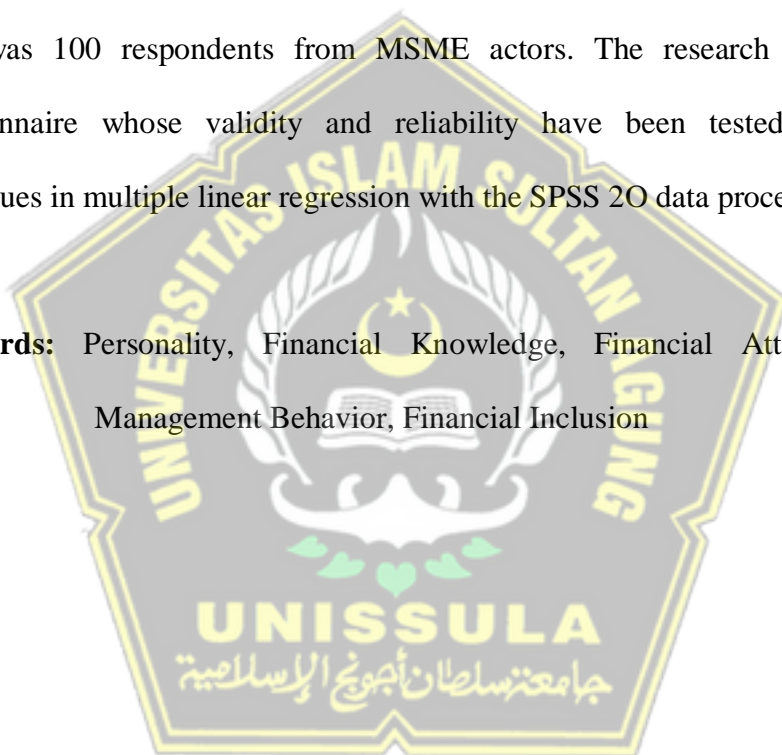 was 100 respondents from MSME actors. The research
nnaire whose validity and reliability have been tested
ues in multiple linear regression with the SPSS 2O data proce
rds: Personality, Financial Knowledge, Financial Att
Management Behavior, Financial Inclusion
UNIVERSITAS ISLAM SULTAN AGUNG
UNISSULA
جامعتنسلطان أجونج الإسلامية